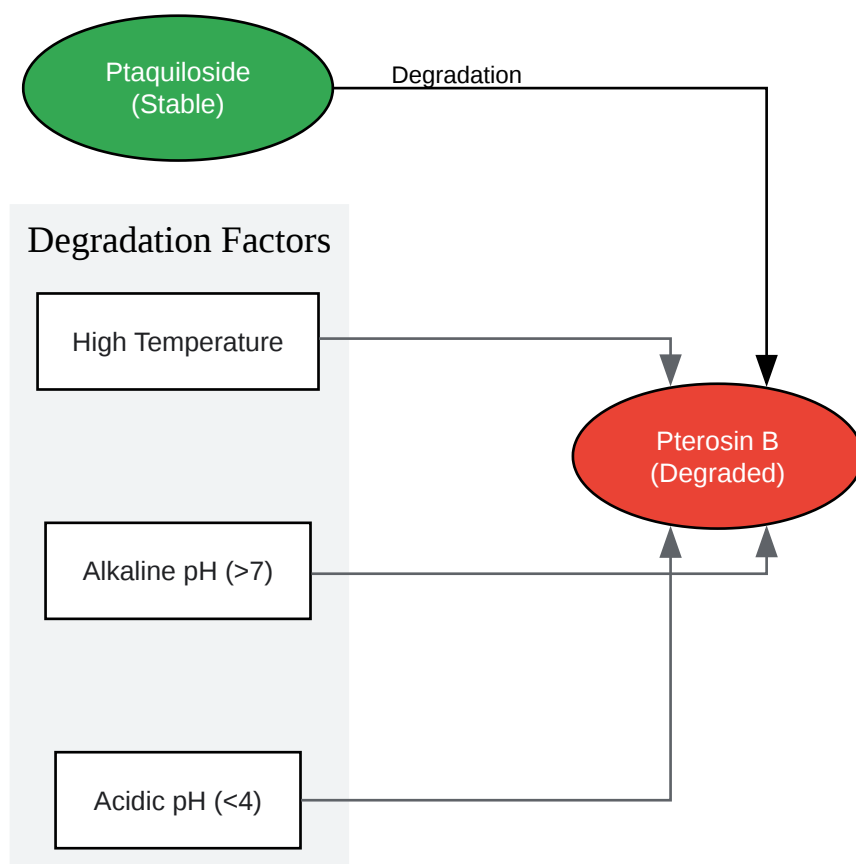 Ptaquiloside
(Stable)
Degradation
Degradation Factors
High Temperature
Pterosin B
(Degraded)
Alkaline pH (>7)
Acidic pH (<4)